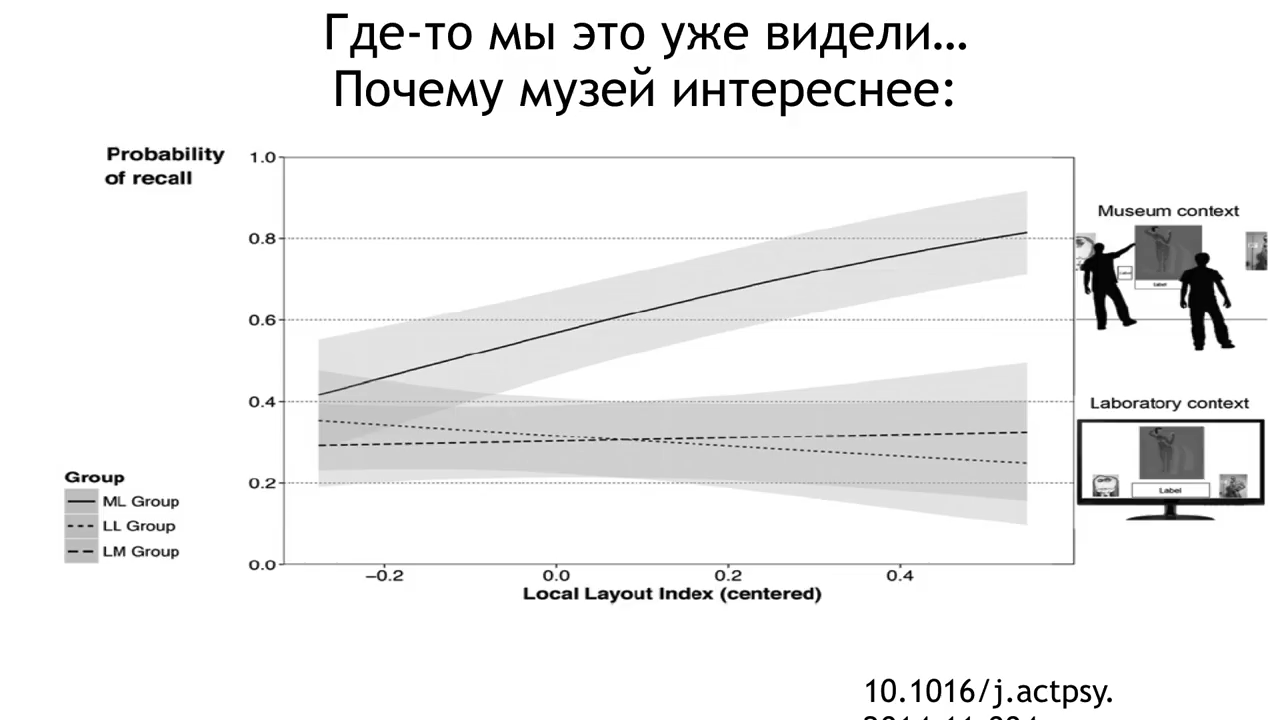 Где-то мы это уже видели…
Почему музей интереснее:
Probability
of recall
1.0
0.8
0.6
0.4
0.2
0.0
−0.2
0.0
0.2
0.4
Local Layout Index (centered)
Group
ML Group
LL Group
LM Group
Museum context
Label
Label
Laboratory context
Label
10.1016/j.actpsy.